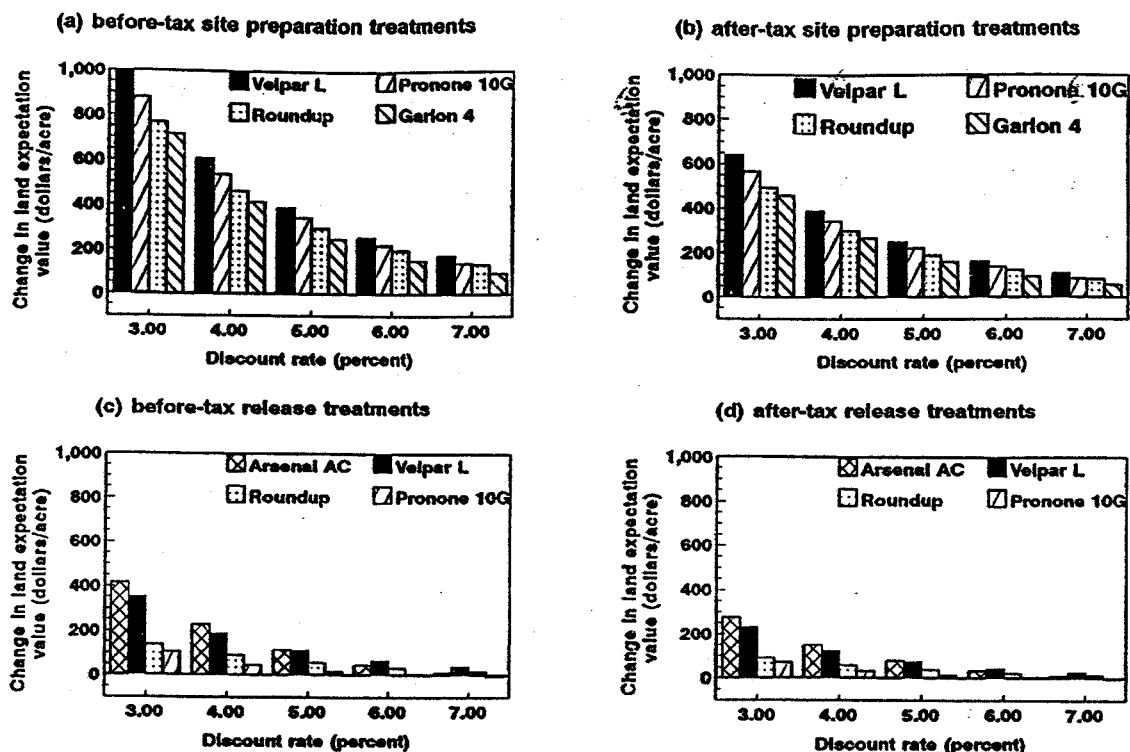 (a) before-tax site preparation treatments
Change in land expectation
value (dollars/acre)
1,000
800
600
400
200
0
Velpar L
Pronone 10G
Roundup
Garlon 4
3.00 4.00 5.00 6.00 7.00
Discount rate (percent)
(b) after-tax site preparation treatments
Change in land expectation
value (dollars/acre)
1,000
800
600
400
200
0
Velpar L
Pronone 10G
Roundup
Garlon 4
3.00 4.00 5.00 6.00 7.00
Discount rate (percent)
(c) before-tax release treatments
Change in land expectation
value (dollars/acre)
1,000
800
600
400
200
0
Arsenal AC
Velpar L
Roundup
Pronone 10G
3.00 4.00 5.00 6.00 7.00
Discount rate (percent)
(d) after-tax release treatments
Change in land expectation
value (dollars/acre)
1,000
800
600
400
200
0
Arsenal AC
Velpar L
Roundup
Pronone 10G
3.00 4.00 5.00 6.00 7.00
Discount rate (percent)